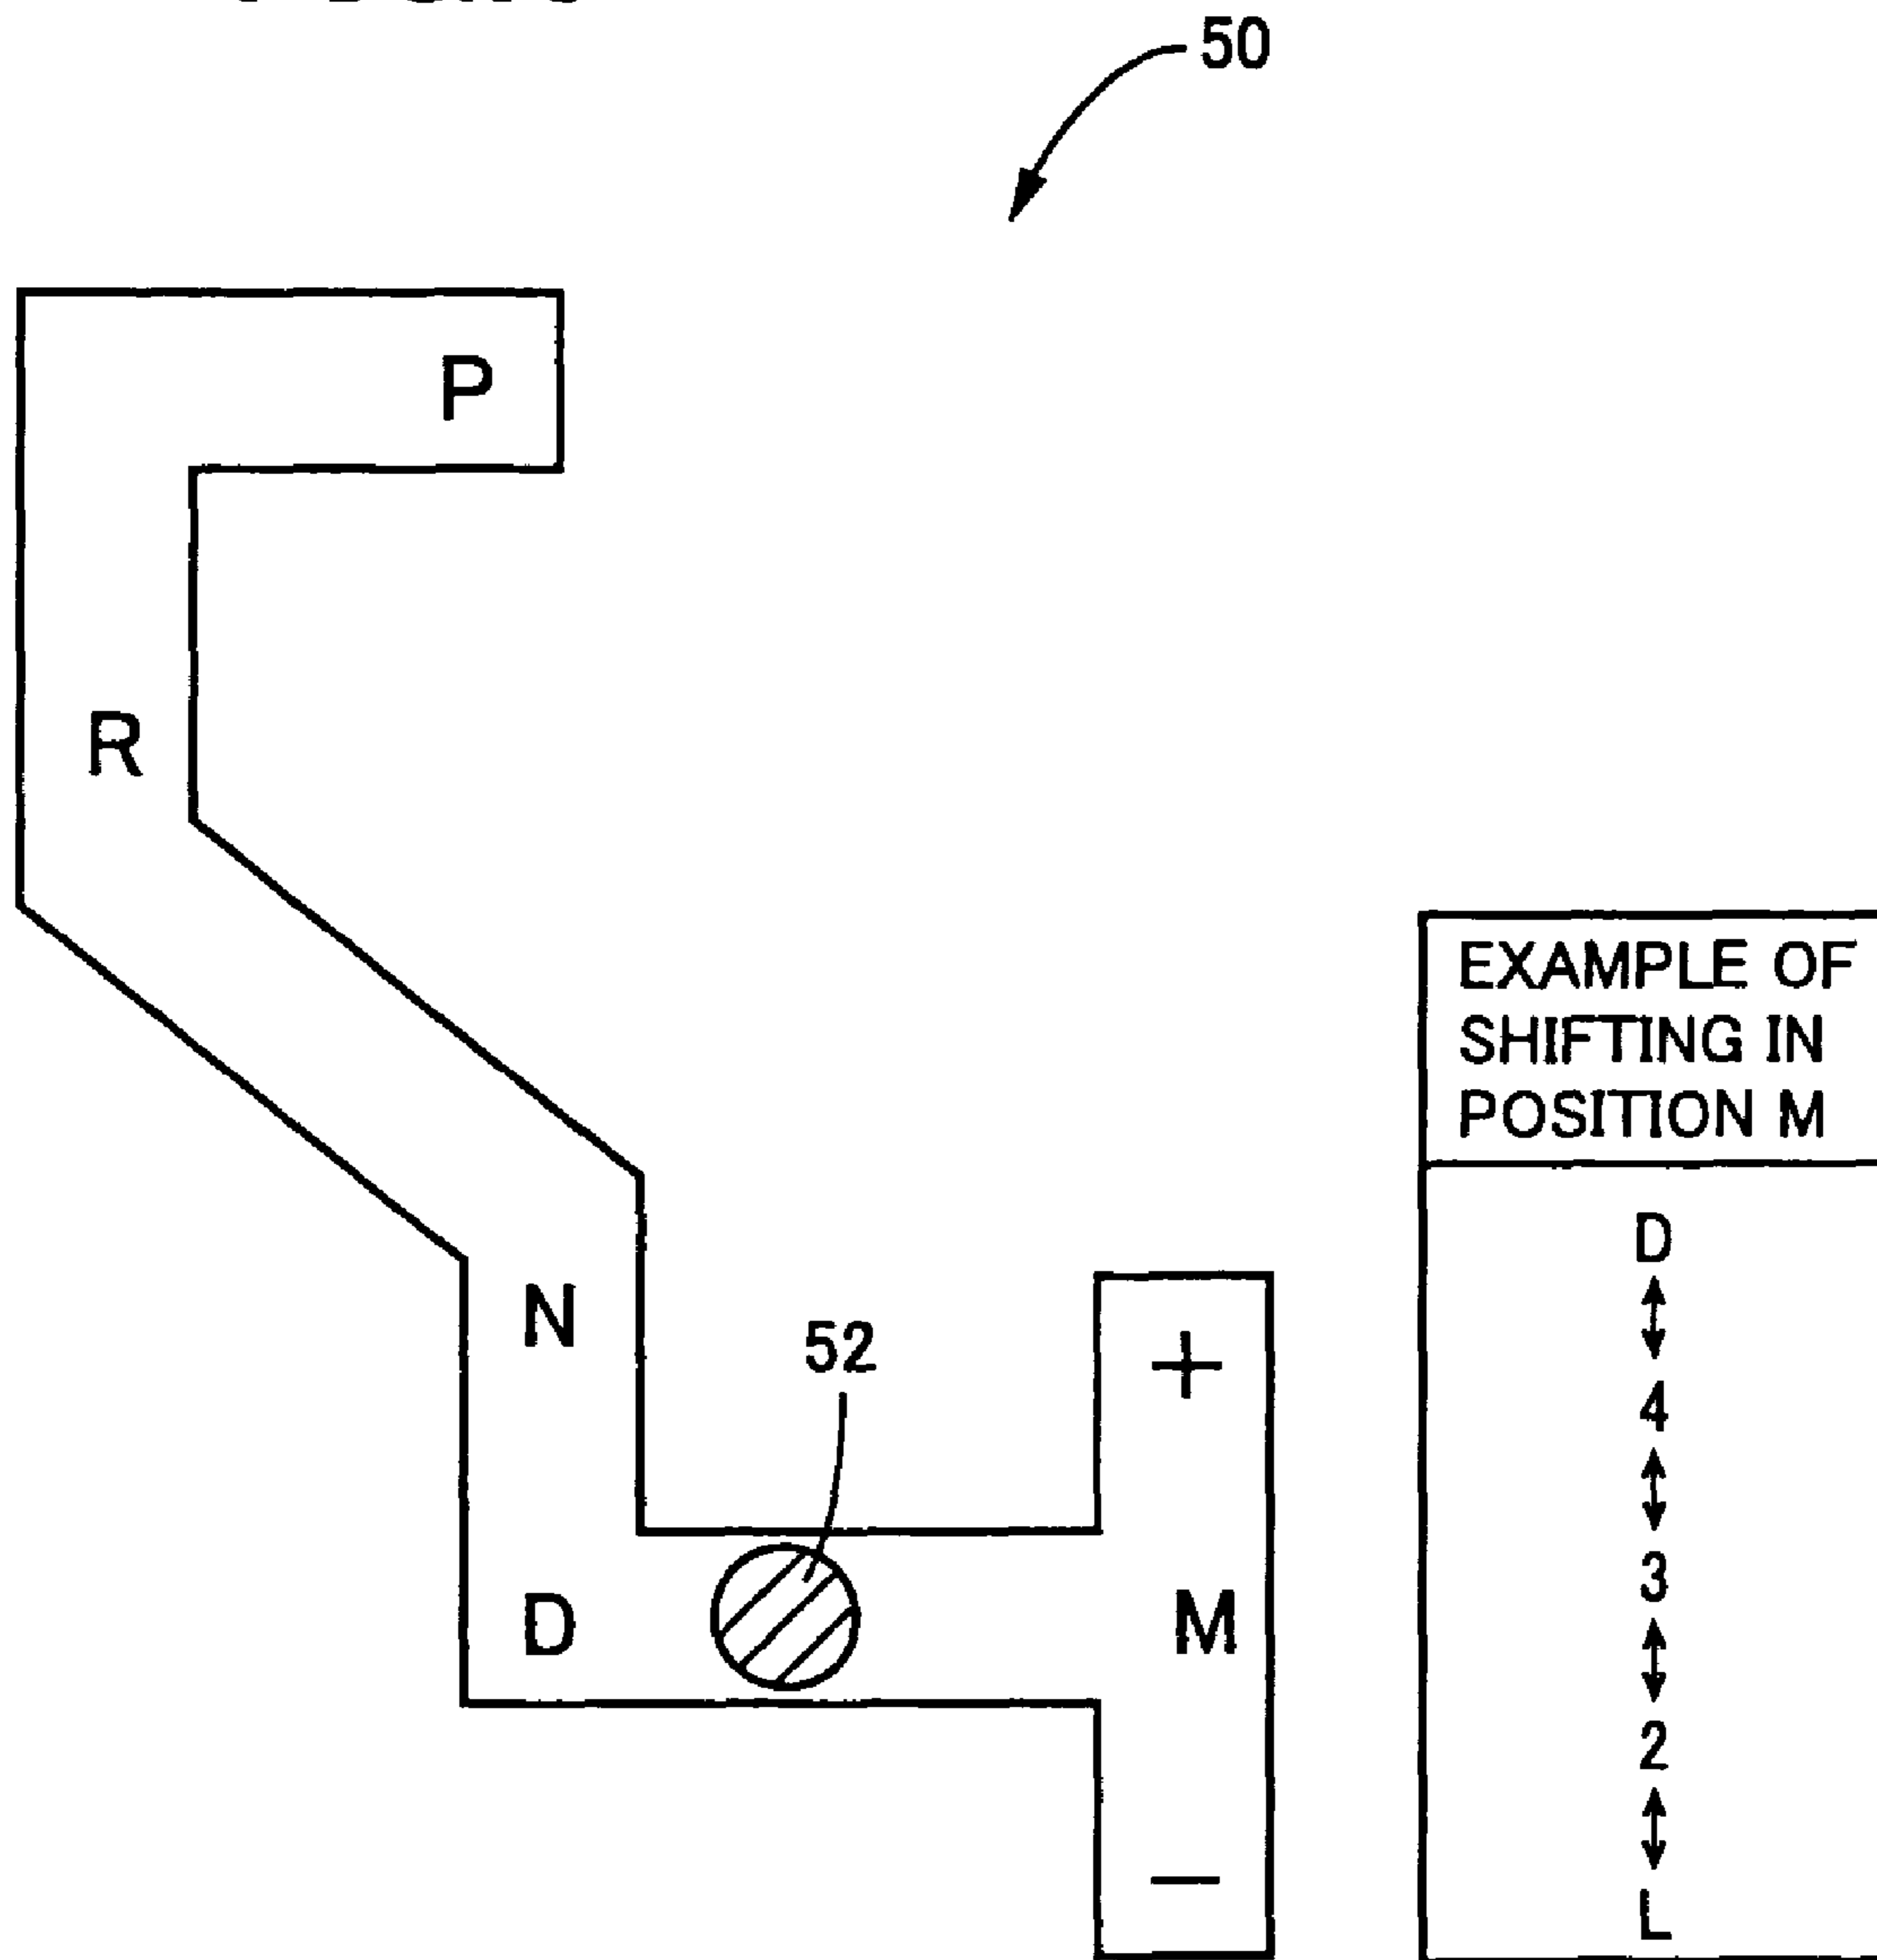 50
P
R
N
52
+
D
M
−
EXAMPLE OF
SHIFTING IN
POSITION M
D
4
3
2
L